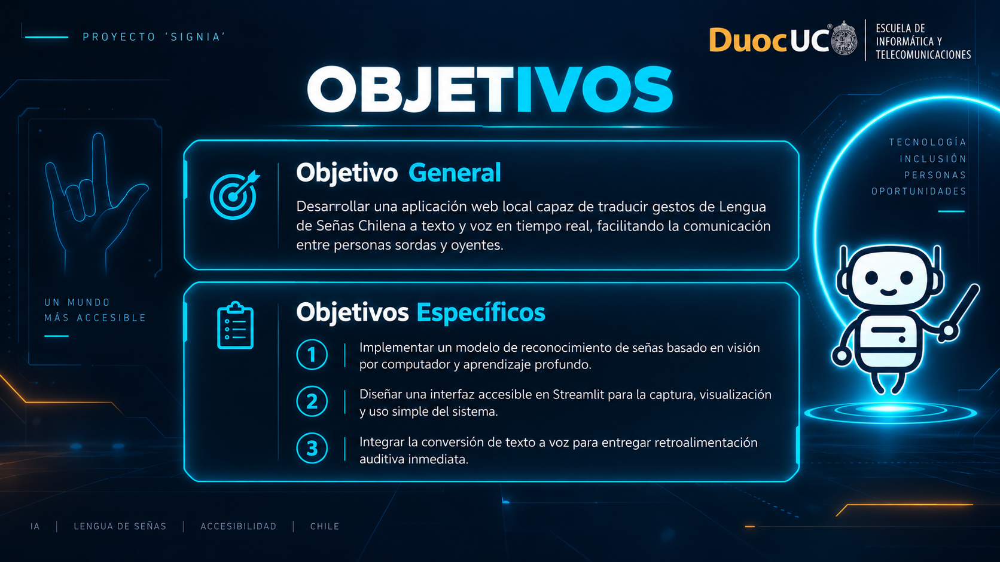 PROYECTO ‘SIGNIA’
DuocUC®
ESCUELA DE
INFORMÁTICA Y
TELECOMUNICACIONES
OBJETIVOS
TECNOLOGÍA
INCLUSIÓN
PERSONAS
OPORTUNIDADES
Objetivo General
Desarrollar una aplicación web local capaz de traducir gestos de Lengua
de Señas Chilena a texto y voz en tiempo real, facilitando la comunicación
entre personas sordas y oyentes.
UN MUNDO
MÁS ACCESIBLE
Objetivos Específicos
1 Implementar un modelo de reconocimiento de señas basado en visión
por computador y aprendizaje profundo.
2 Diseñar una interfaz accesible en Streamlit para la captura, visualización
y uso simple del sistema.
3 Integrar la conversión de texto a voz para entregar retroalimentación
auditiva inmediata.
IA | LENGUA DE SEÑAS | ACCESIBILIDAD | CHILE